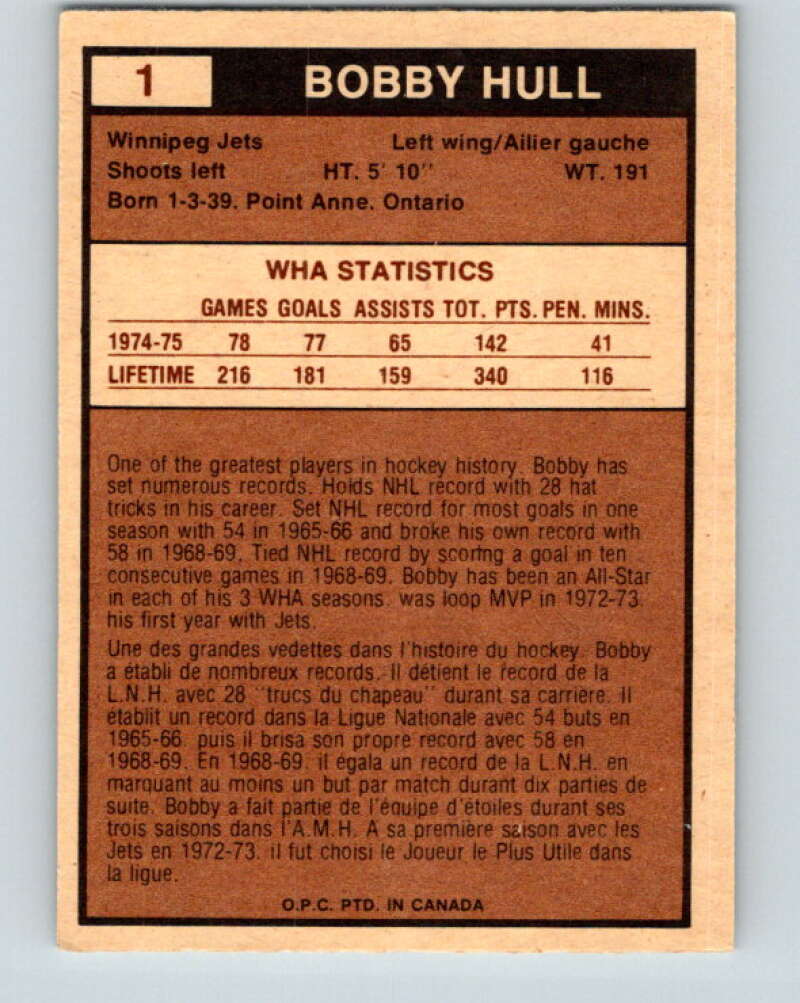 1 BOBBY HULL
Winnipeg Jets Left wing/Ailier gauche
Shoots left HT. 5' 10" WT. 191
Born 1-3-39. Point Anne. Ontario
WHA STATISTICS
GAMES GOALS ASSISTS TOT. PTS. PEN. MINS.
1974-75 78 77 65 142 41
LIFETIME 216 181 159 340 116
One of the greatest players in hockey history. Bobby has
set numerous records. Holds NHL record with 28 hat
tricks in his career. Set NHL record for most goals in one
season with 54 in 1965-66 and broke his own record with
58 in 1968-69. Tied NHL record by scoring a goal in ten
consecutive games in 1968-69. Bobby has been an All-Star
in each of his 3 WHA seasons. was loop MVP in 1972-73.
his first year with Jets.
Une des grandes vedettes dans l'histoire du hockey. Bobby
a établi de nombreux records. Il détient le record de la
L.N.H. avec 28 "trucs du chapeau" durant sa carrière. Il
établit un record dans la Ligue Nationale avec 54 buts en
1965-66 puis il brisa son propre record avec 58 en
1968-69. En 1968-69. il égala un record de la L.N.H. en
marquant au moins un but par match durant dix parties de
suite. Bobby a fait partie de l'équipe d'étoiles durant ses
trois saisons dans l'A.M.H. A sa première saison avec les
Jets en 1972-73. il fut choisi le Joueur le Plus Utile dans
la ligue.
O.P.C. PTD. IN CANADA